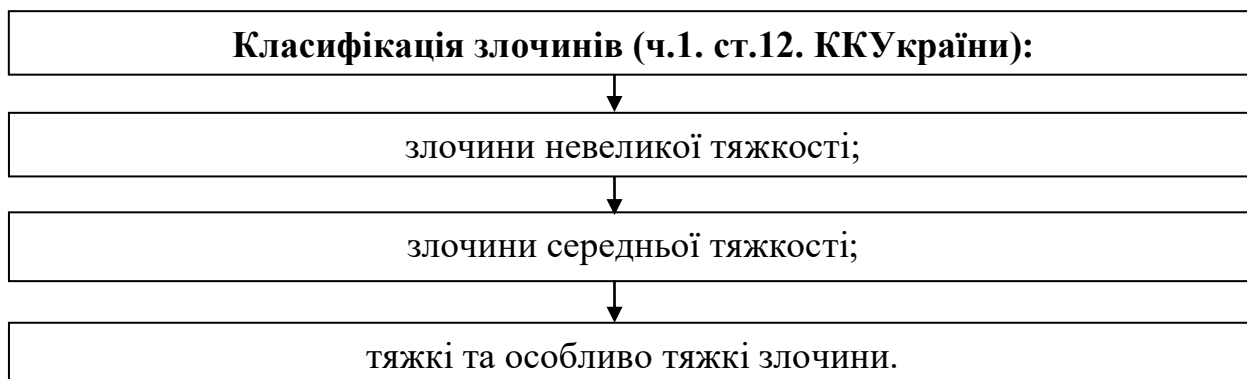 Класифікація злочинів (ч.1. ст.12. ККУкраїни):
злочини невеликої тяжкості;
злочини середньої тяжкості;
тяжкі та особливо тяжкі злочини.